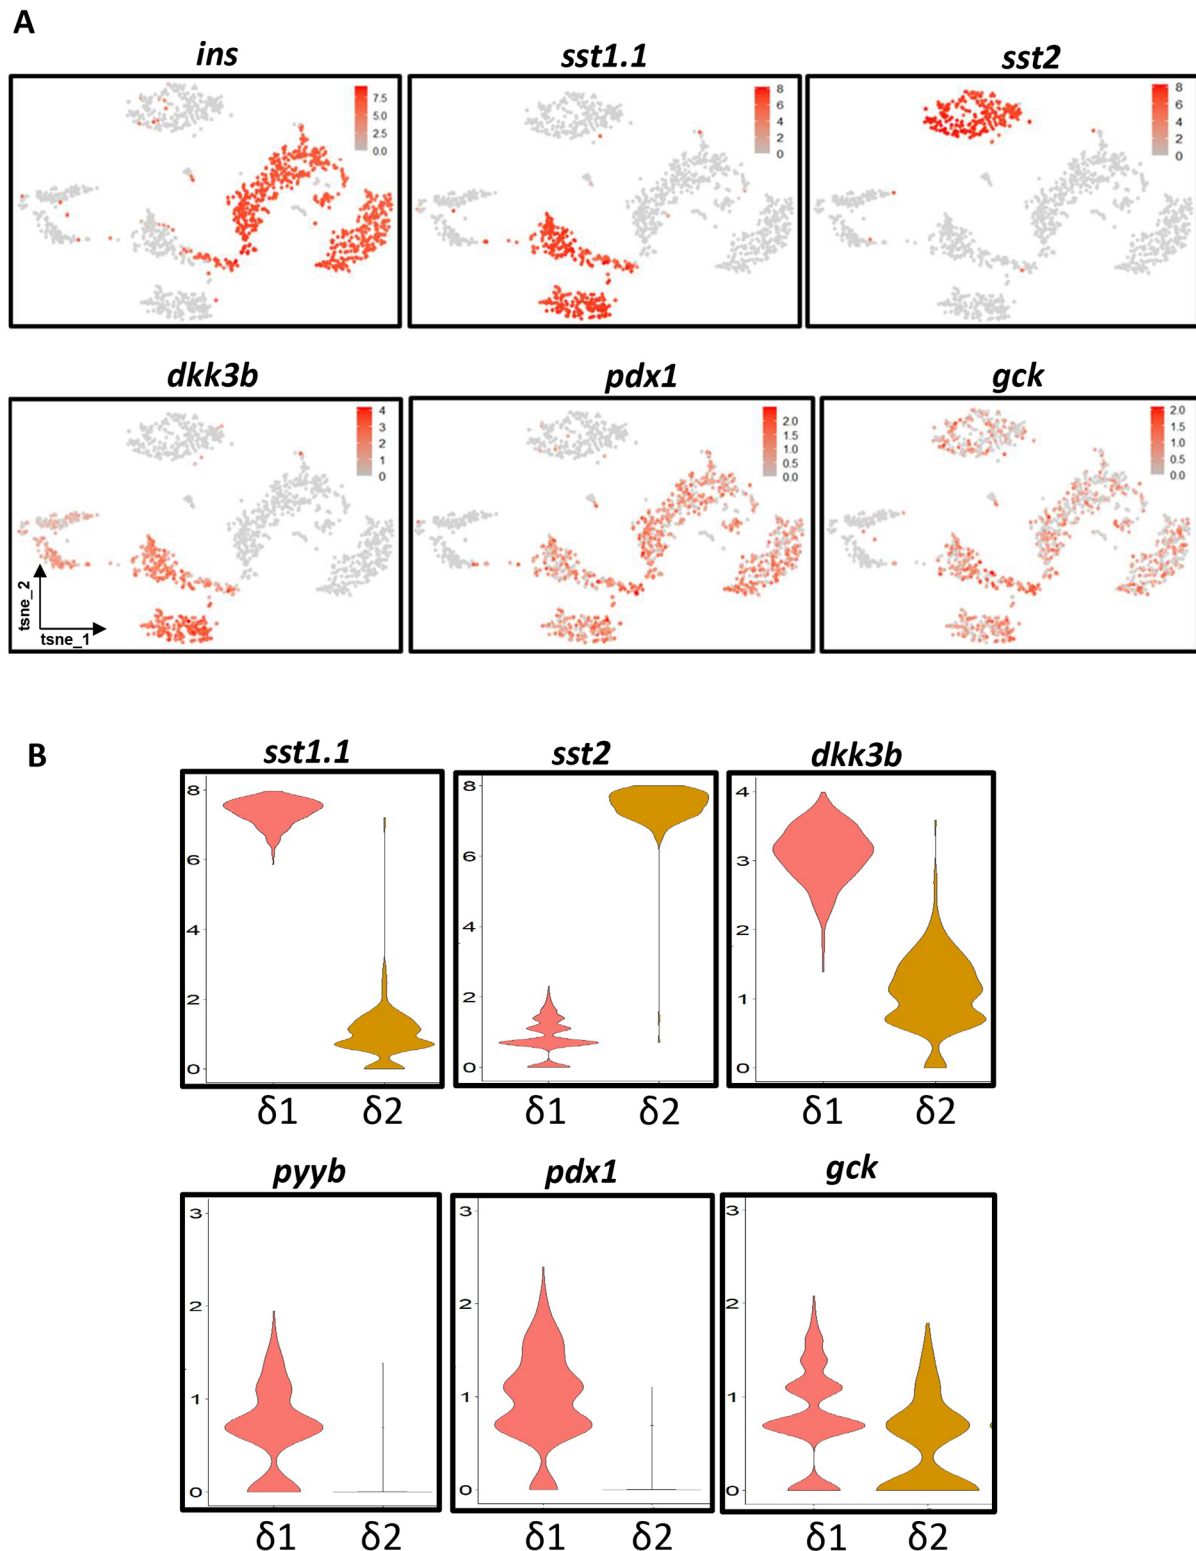 A
ins sst1.1 sst2
7.5 8 8
5.0 6 6
2.5 4 4
0.0 2 2
0 0
dkk3b pdx1 gck
4 2.0 2.0
3 1.5 1.5
2 1.0 1.0
1 0.5 0.5
0 0.0 0.0
tsne_2
tsne_1
B
sst1.1 sst2 dkk3b
8 8 4
6 6 3
4 4 2
2 2 1
0 0 0
δ1 δ2 δ1 δ2 δ1 δ2
pyyb pdx1 gck
3 3 3
2 2 2
1 1 1
0 0 0
δ1 δ2 δ1 δ2 δ1 δ2